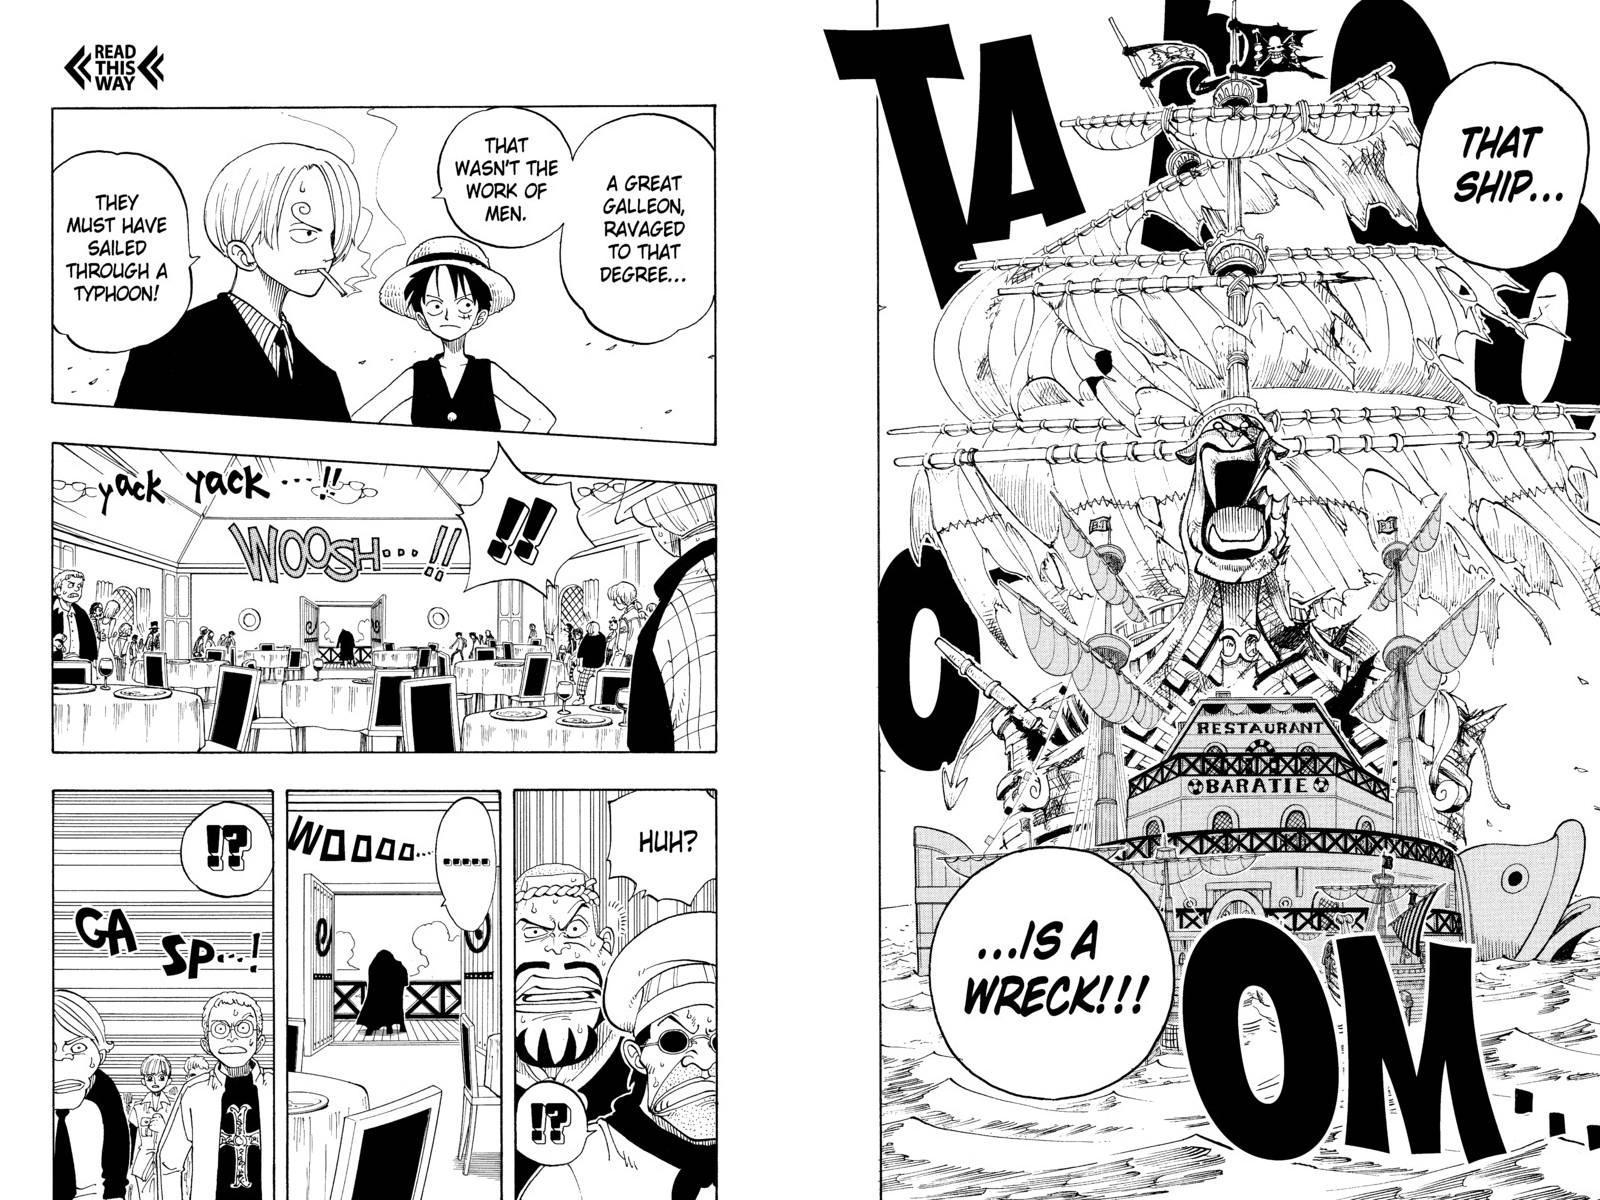 THAT
SHIP...
TA
OO
OM...
RESTAURANT
BARATIE
...IS A
WRECK!!!
READ
THIS
WAY
A GREAT
GALLEON,
RAVAGED
TO THAT
DEGREE...
THAT
WASN'T THE
WORK OF
MEN.
THEY
MUST HAVE
SAILED
THROUGH A
TYPHOON!
!!
yack yack ...!!
WOOSH...!!
HUH?
!?
......
WOOOO...
!?
GA
SP...!